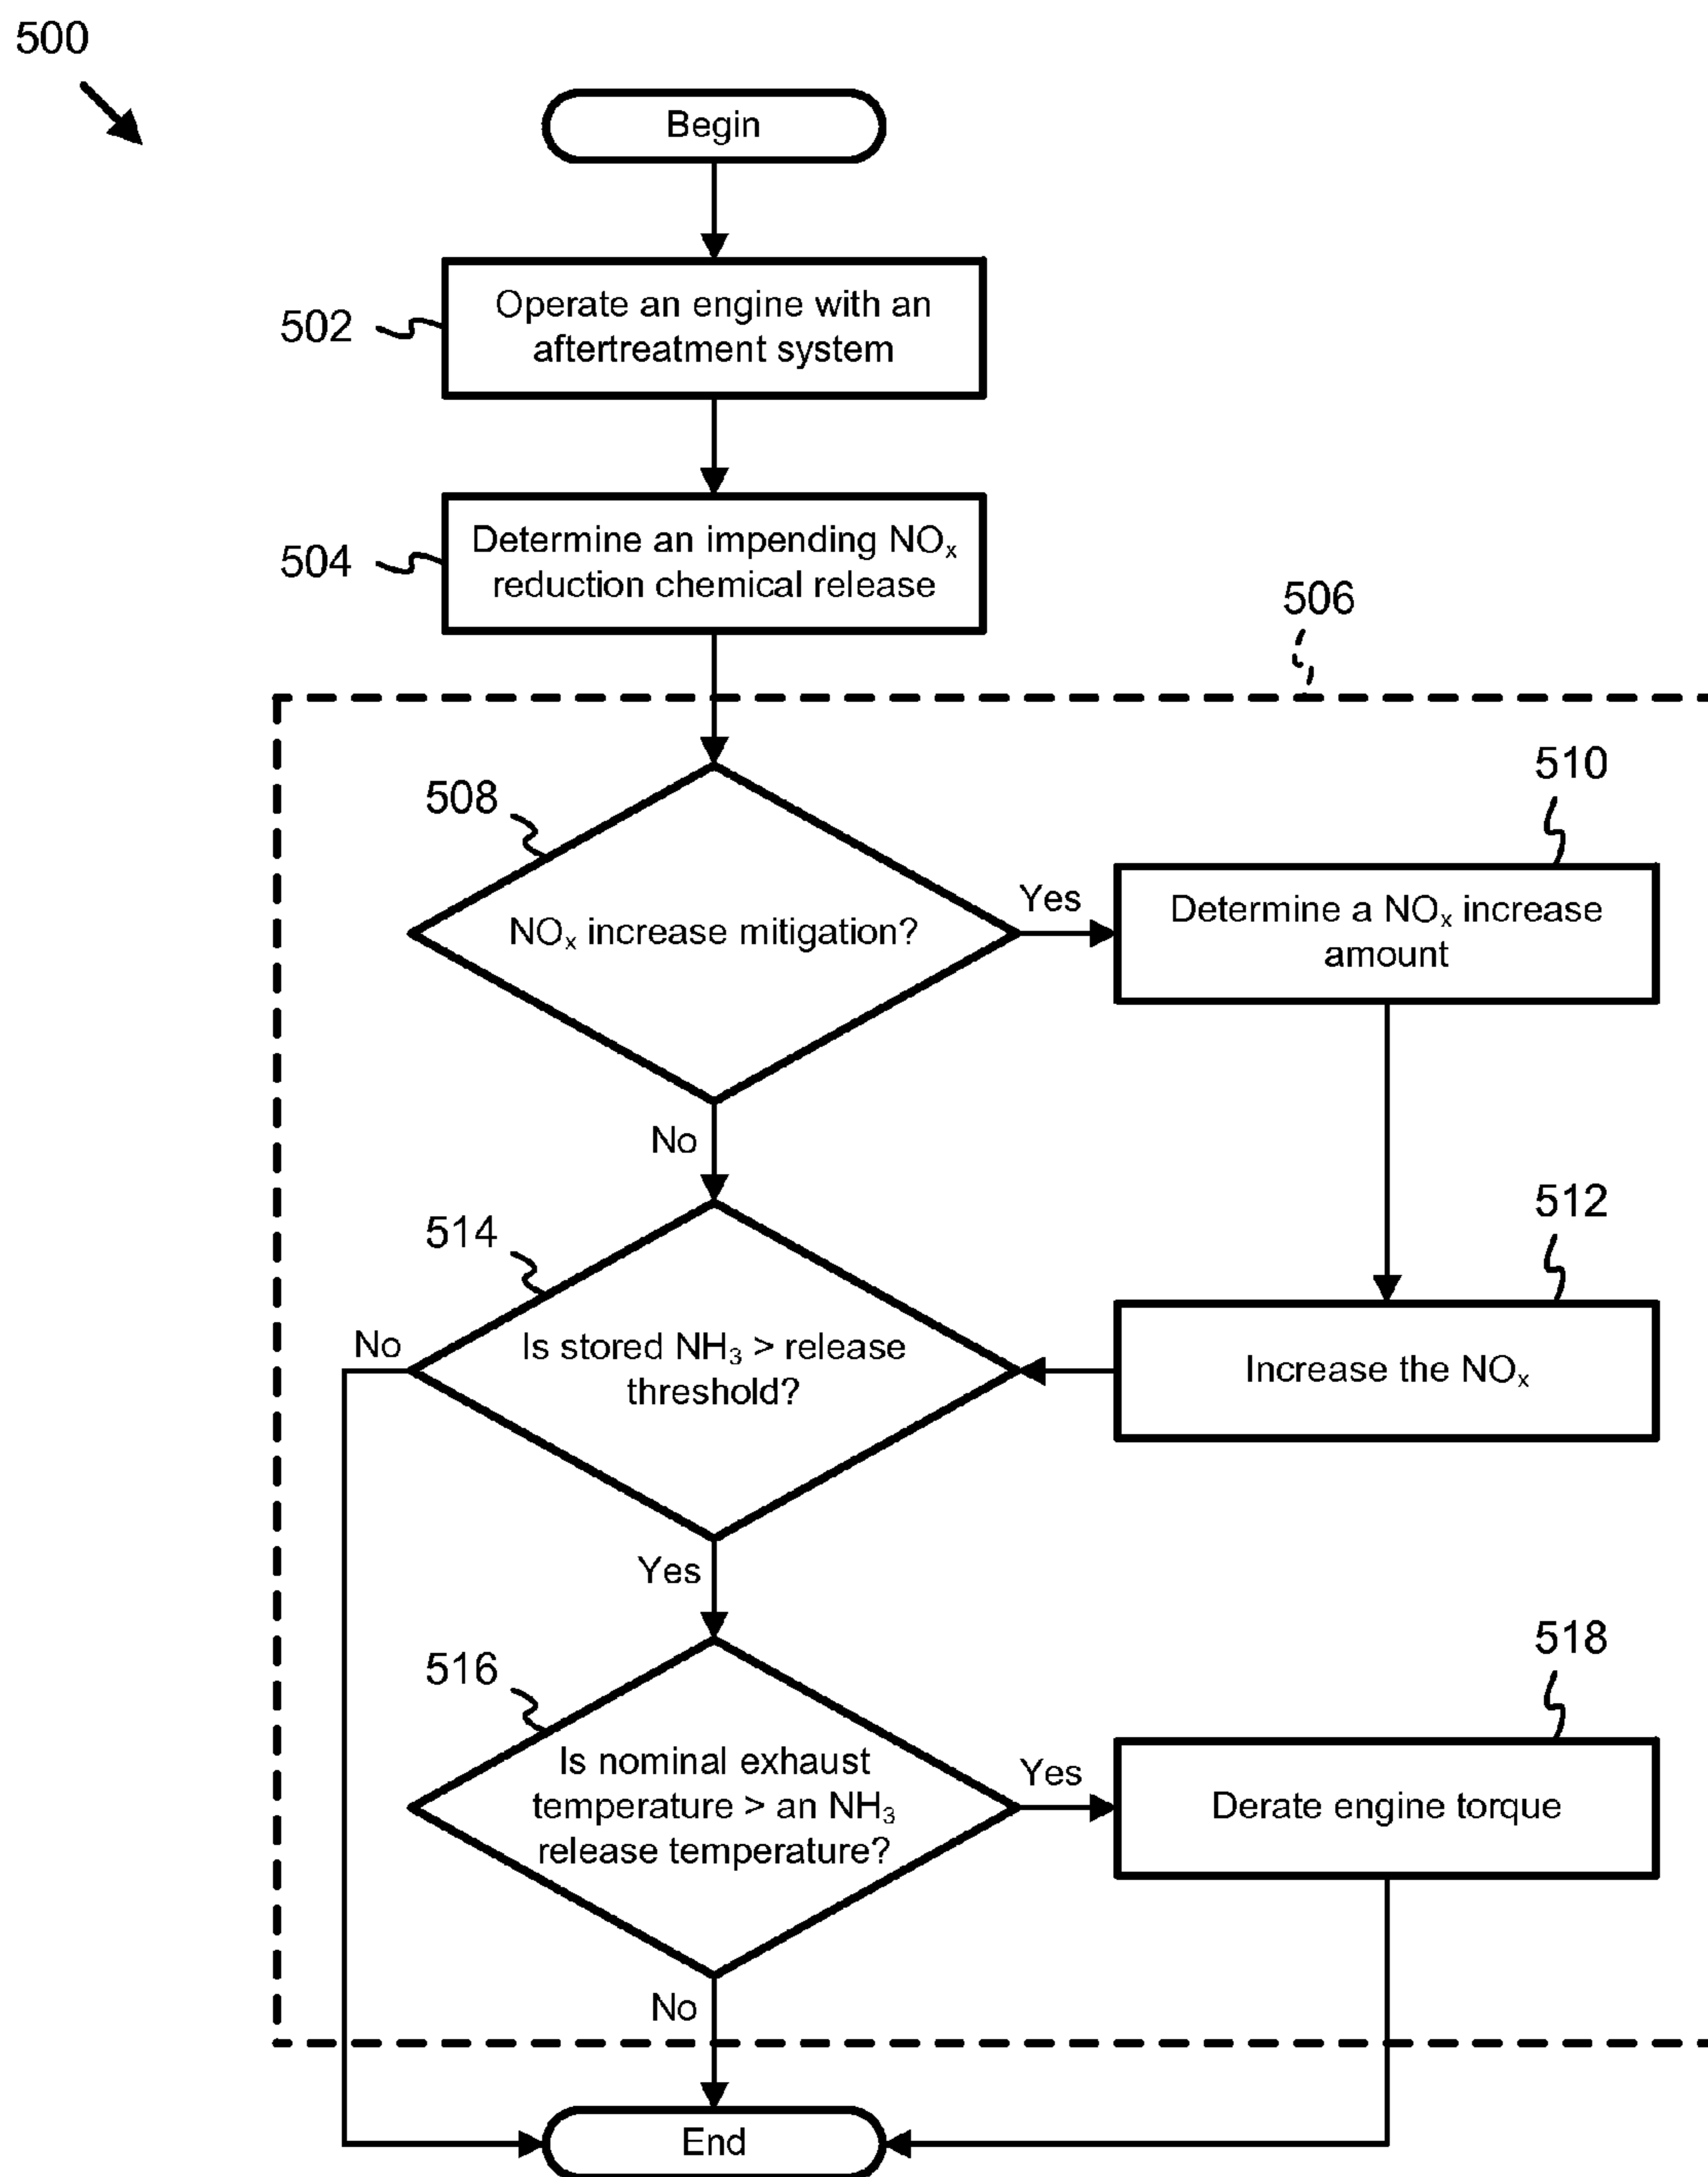 500
Begin
502
Operate an engine with an
aftertreatment system
504
Determine an impending NOx
reduction chemical release
506
508
NOx increase mitigation?
Yes
510
Determine a NOx increase
amount
No
514
No
Is stored NH3 > release
threshold?
512
Increase the NOx
Yes
516
Is nominal exhaust
temperature > an NH3
release temperature?
Yes
518
Derate engine torque
No
End